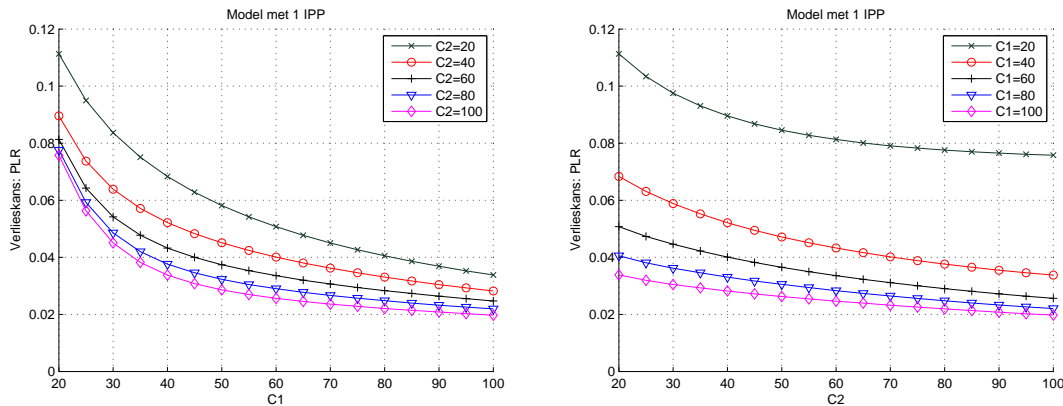 Model met 1 IPP
0.12
0.1
0.08
0.06
0.04
0.02
0
20 30 40 50 60 70 80 90 100
C1
Verlieskans: PLR
C2=20
C2=40
C2=60
C2=80
C2=100
Model met 1 IPP
0.12
0.1
0.08
0.06
0.04
0.02
0
20 30 40 50 60 70 80 90 100
C2
Verlieskans: PLR
C1=20
C1=40
C1=60
C1=80
C1=100